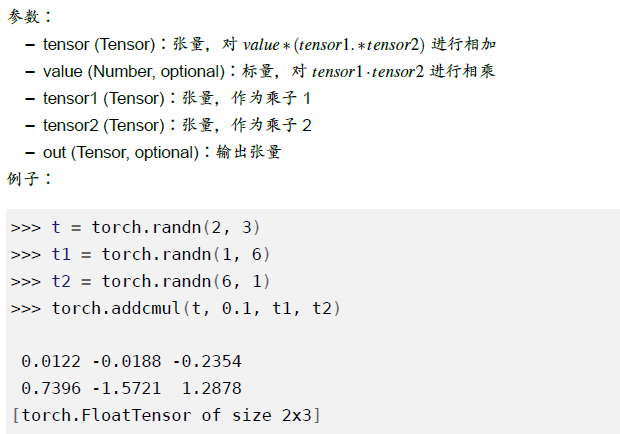 参数：
– tensor (Tensor)：张量，对 value∗(tensor1.∗tensor2) 进行相加
– value (Number, optional)：标量，对 tensor1·tensor2 进行相乘
– tensor1 (Tensor)：张量，作为乘子 1
– tensor2 (Tensor)：张量，作为乘子 2
– out (Tensor, optional)：输出张量
例子：
>>> t = torch.randn(2, 3)
>>> t1 = torch.randn(1, 6)
>>> t2 = torch.randn(6, 1)
>>> torch.addcmul(t, 0.1, t1, t2)
0.0122 -0.0188 -0.2354
0.7396 -1.5721  1.2878
[torch.FloatTensor of size 2x3]